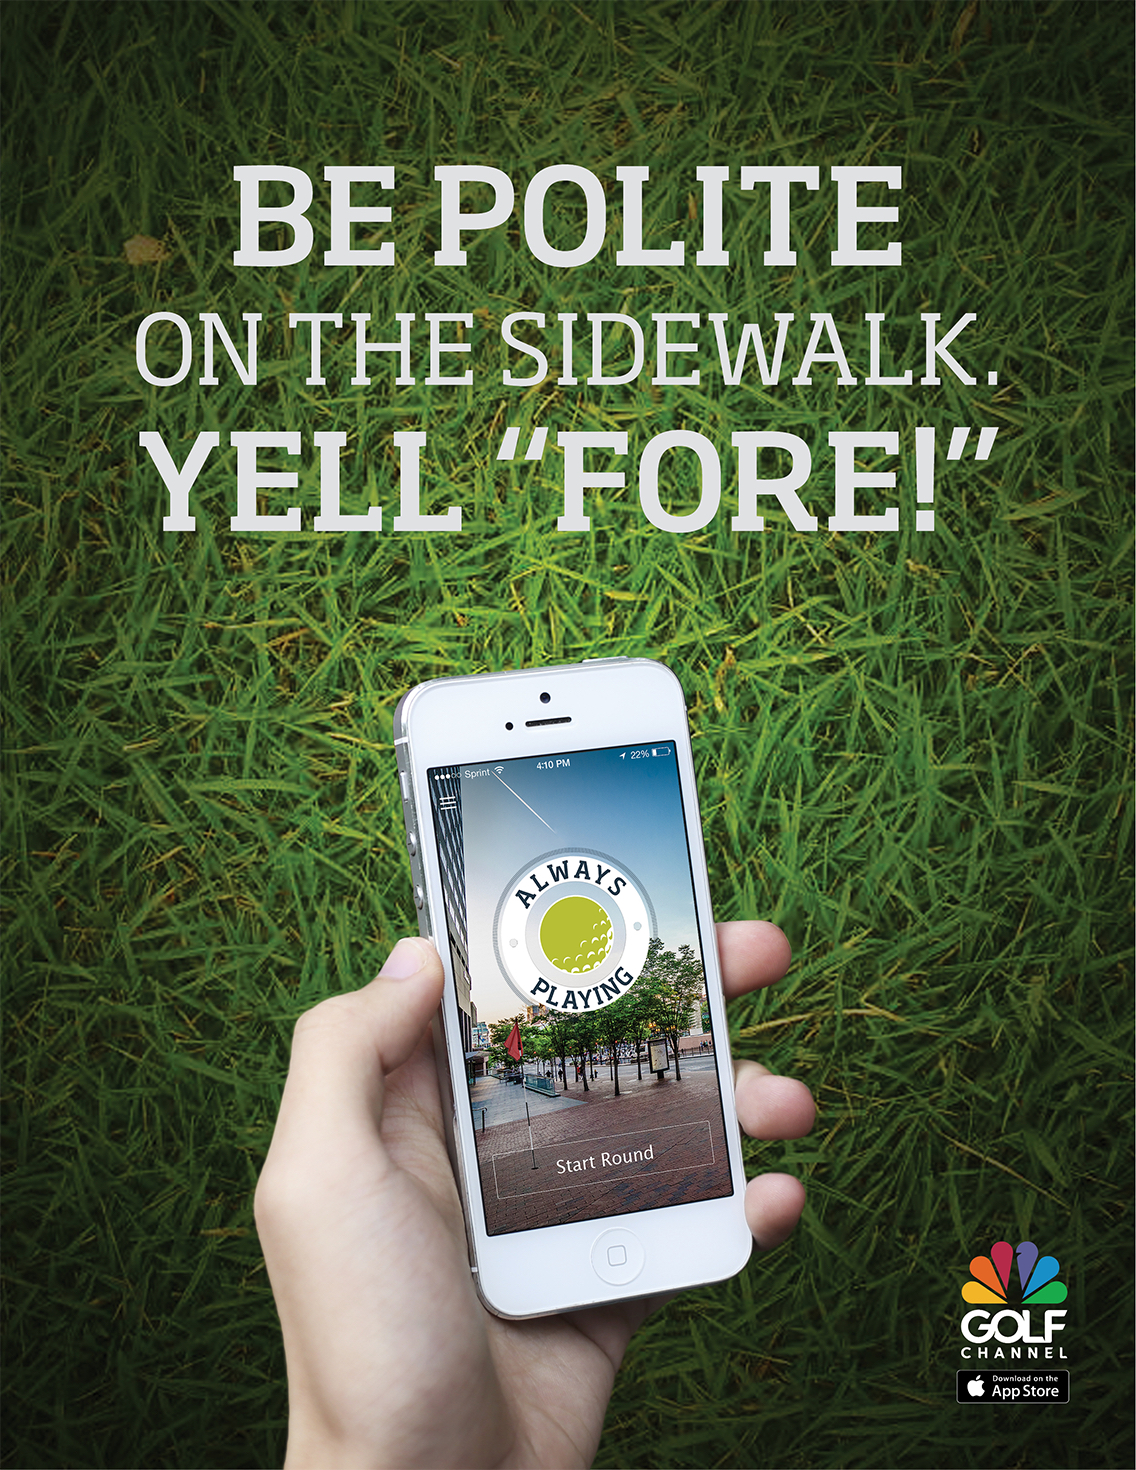 BE POLITE
ON THE SIDEWALK.
YELL “FORE!”
Sprint 4:10 PM 22%
ALWAYS
PLAYING
Start Round
GOLF
CHANNEL
Download on the
App Store